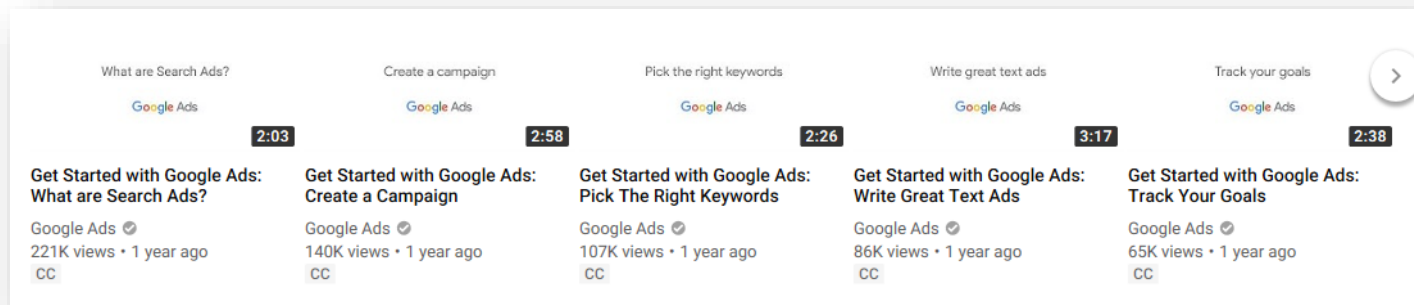 What are Search Ads?
Google Ads
2:03
Get Started with Google Ads:
What are Search Ads?
Google Ads
221K views • 1 year ago
CC
Create a campaign
Google Ads
2:58
Get Started with Google Ads:
Create a Campaign
Google Ads
140K views • 1 year ago
CC
Pick the right keywords
Google Ads
2:26
Get Started with Google Ads:
Pick The Right Keywords
Google Ads
107K views • 1 year ago
CC
Write great text ads
Google Ads
3:17
Get Started with Google Ads:
Write Great Text Ads
Google Ads
86K views • 1 year ago
CC
Track your goals
Google Ads
2:38
Get Started with Google Ads:
Track Your Goals
Google Ads
65K views • 1 year ago
CC